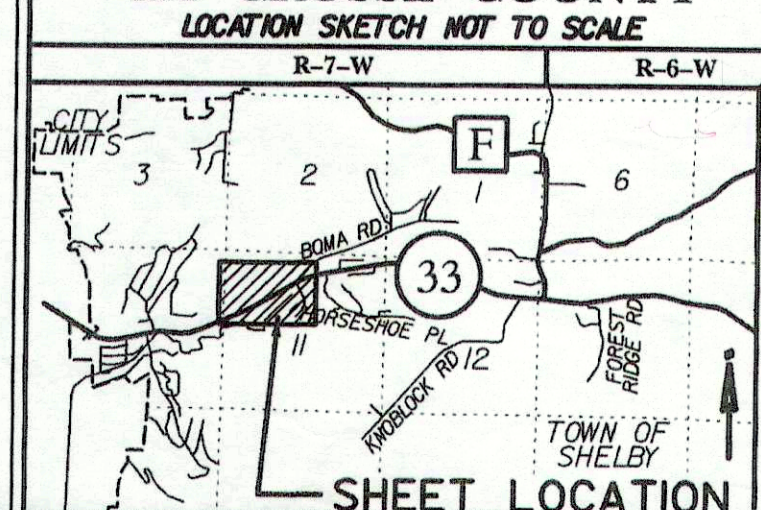 LOCATION SKETCH NOT TO SCALE
R-7-W
R-6-W
CITY
LIMITS
3
2
F
1
6
BOMA RD
33
HORSESHOE PL
11
KNOBLOCK RD
12
FOREST
RIDGE RD
TOWN OF
SHELBY
SHEET LOCATION